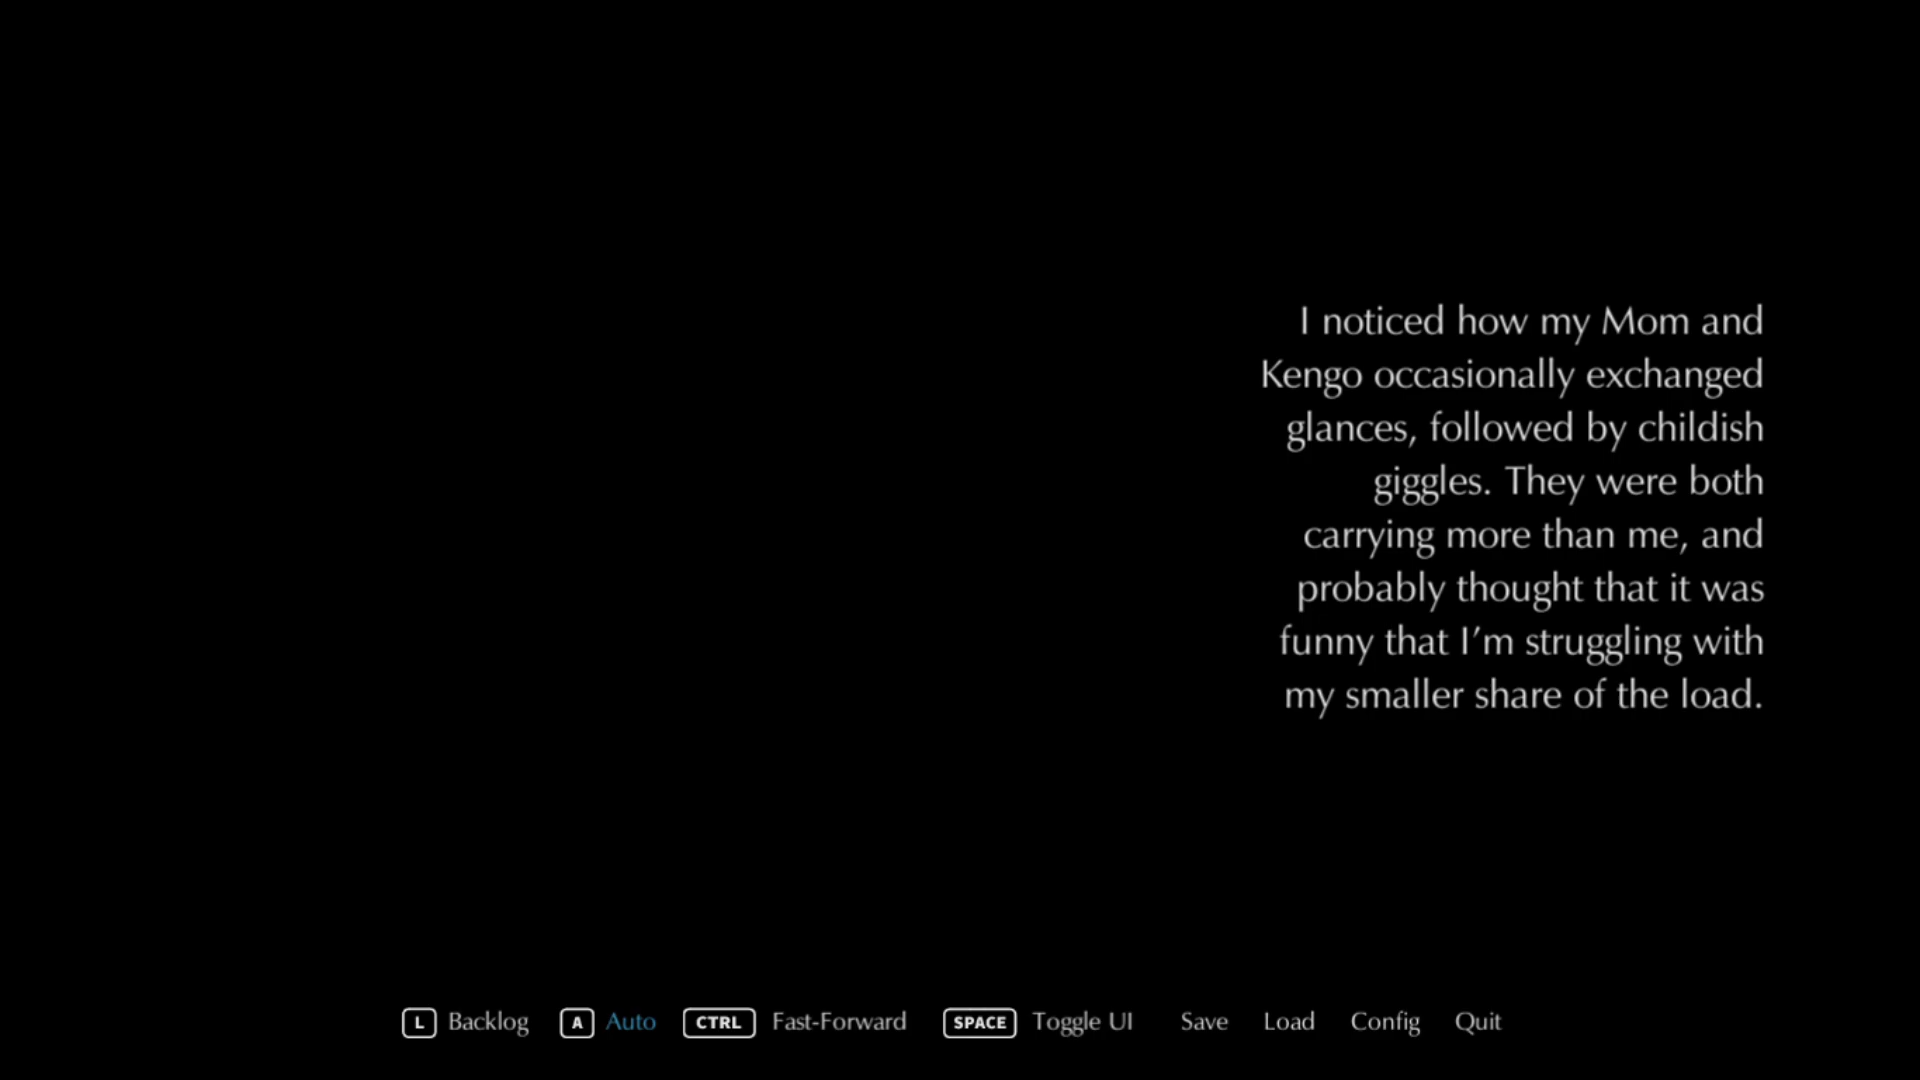 I noticed how my Mom and
Kengo occasionally exchanged
glances, followed by childish
giggles. They were both
carrying more than me, and
probably thought that it was
funny that I’m struggling with
my smaller share of the load.
L Backlog A Auto CTRL Fast-Forward SPACE Toggle UI Save Load Config Quit